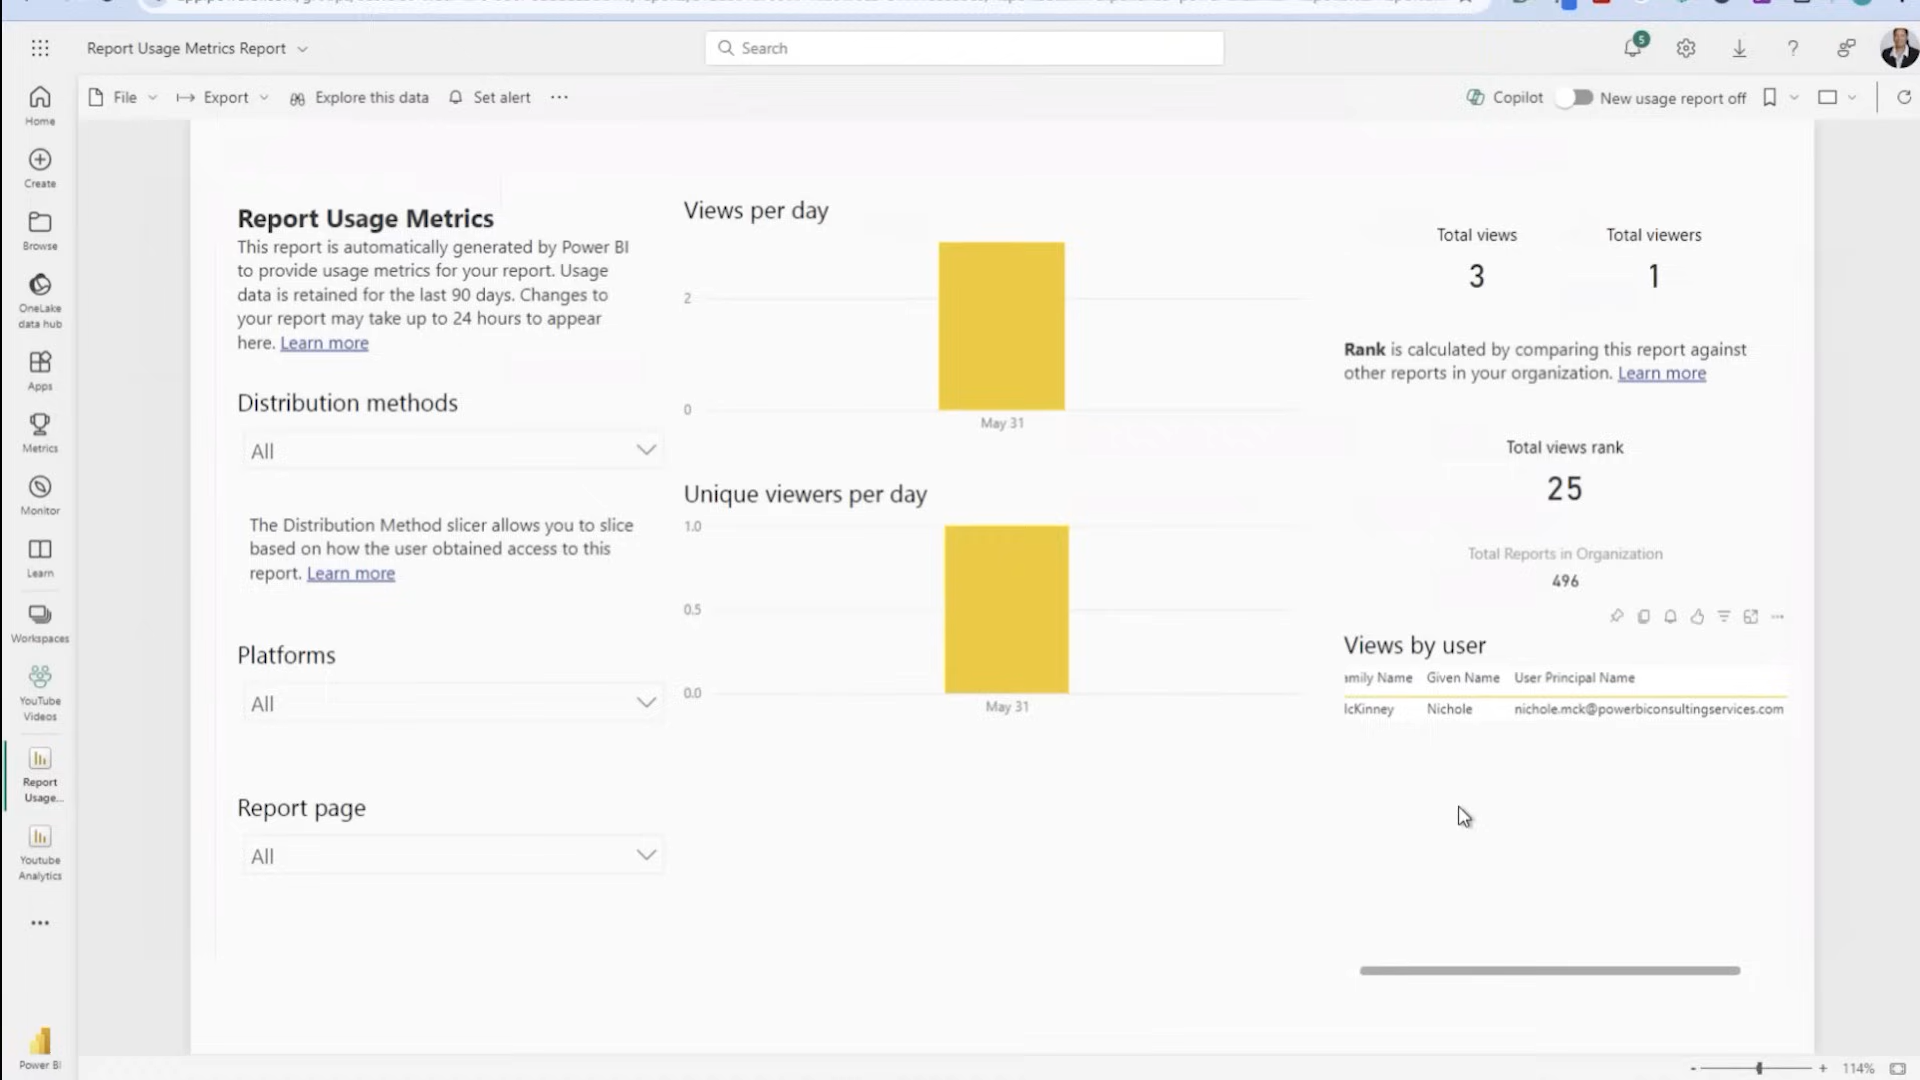 Report Usage Metrics Report
Search
5
File
Export
Explore this data
Set alert
Copilot
New usage report off
Home
Create
Browse
OneLake
data hub
Apps
Metrics
Monitor
Learn
Workspaces
YouTube
Videos
Report
Usage...
Youtube
Analytics
Power BI
Report Usage Metrics
This report is automatically generated by Power BI
to provide usage metrics for your report. Usage
data is retained for the last 90 days. Changes to
your report may take up to 24 hours to appear
here. Learn more
Distribution methods
All
The Distribution Method slicer allows you to slice
based on how the user obtained access to this
report. Learn more
Platforms
All
Report page
All
Views per day
2
0
May 31
Unique viewers per day
1.0
0.5
0.0
May 31
Total views
3
Total viewers
1
Rank is calculated by comparing this report against
other reports in your organization. Learn more
Total views rank
25
Total Reports in Organization
496
Views by user
amily Name Given Name User Principal Name
IcKinney Nichole nichole.mck@powerbiconsultingservices.com
- + 114%